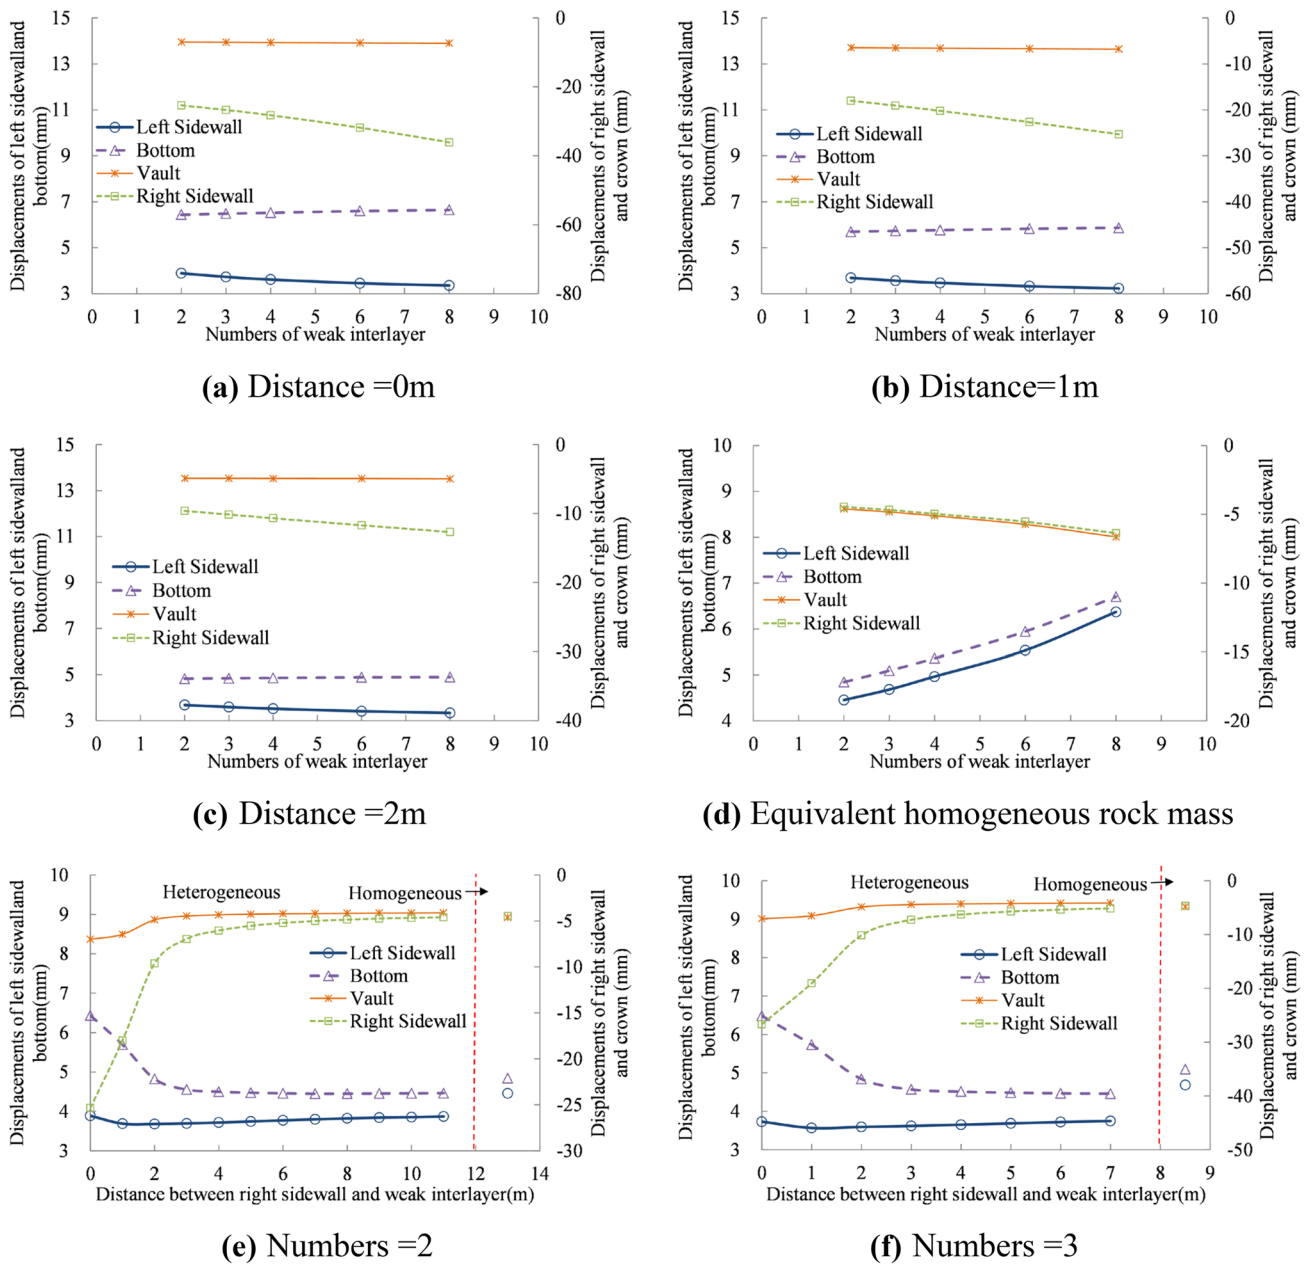 Displacements of left sidewalland
bottom(mm)
15
13
11
9
7
5
3
Left Sidewall
Bottom
Vault
Right Sidewall
0
-20
-40
-60
-80
Displacements of right sidewall
and crown (mm)
0 1 2 3 4 5 6 7 8 9 10
Numbers of weak interlayer
(a) Distance =0m
Displacements of left sidewalland
bottom(mm)
15
13
11
9
7
5
3
Left Sidewall
Bottom
Vault
Right Sidewall
0
-10
-20
-30
-40
-50
-60
Displacements of right sidewall
and crown (mm)
0 1 2 3 4 5 6 7 8 9 10
Numbers of weak interlayer
(b) Distance=1m
Displacements of left sidewalland
bottom(mm)
15
13
11
9
7
5
3
Left Sidewall
Bottom
Vault
Right Sidewall
0
-10
-20
-30
-40
Displacements of right sidewall
and crown (mm)
0 1 2 3 4 5 6 7 8 9 10
Numbers of weak interlayer
(c) Distance =2m
Displacements of left sidewalland
bottom(mm)
10
9
8
7
6
5
4
Left Sidewall
Bottom
Vault
Right Sidewall
0
-5
-10
-15
-20
Displacements of right sidewall
and crown (mm)
0 1 2 3 4 5 6 7 8 9 10
Numbers of weak interlayer
(d) Equivalent homogeneous rock mass
Displacements of left sidewalland
bottom(mm)
10
9
8
7
6
5
4
3
Heterogeneous
Homogeneous
Left Sidewall
Bottom
Vault
Right Sidewall
0
-5
-10
-15
-20
-25
-30
Displacements of right sidewall
and crown (mm)
0 2 4 6 8 10 12 14
Distance between right sidewall and weak interlayer(m)
(e) Numbers =2
Displacements of left sidewalland
bottom(mm)
10
9
8
7
6
5
4
3
Heterogeneous
Homogeneous
Left Sidewall
Bottom
Vault
Right Sidewall
0
-10
-20
-30
-40
-50
Displacements of right sidewall
and crown (mm)
0 1 2 3 4 5 6 7 8 9
Distance between right sidewall and weak interlayer(m)
(f) Numbers =3